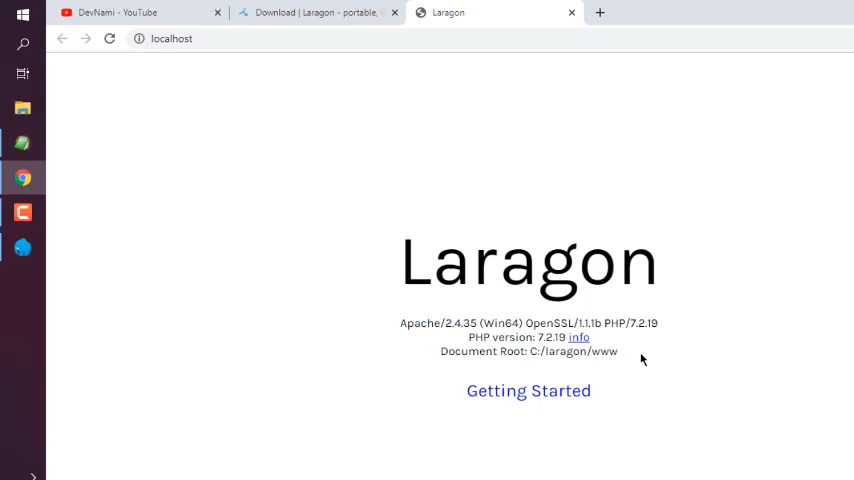 DevNami - YouTube
Download | Laragon - portable, is
Laragon
localhost
Laragon
Apache/2.4.35 (Win64) OpenSSL/1.1.1b PHP/7.2.19
PHP version: 7.2.19 info
Document Root: C:/laragon/www
Getting Started